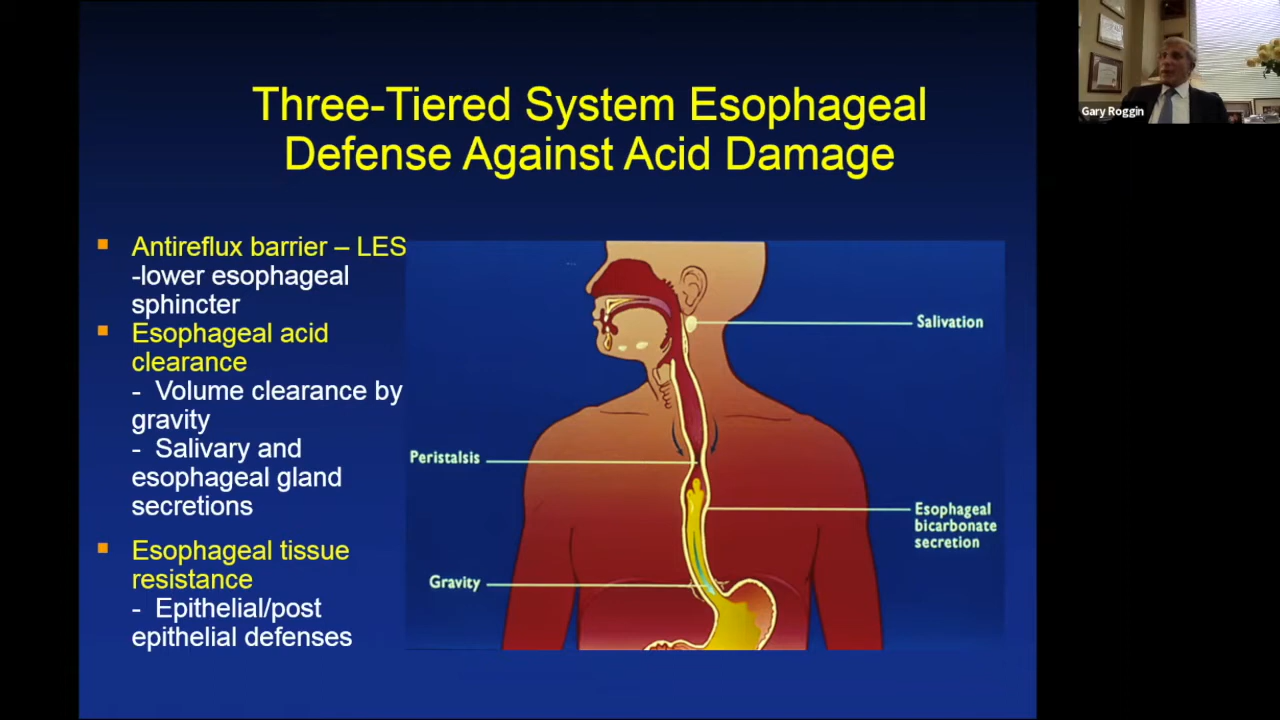 Three-Tiered System Esophageal
Defense Against Acid Damage
Antireflux barrier – LES
-lower esophageal
sphincter
Esophageal acid
clearance
- Volume clearance by
gravity
- Salivary and
esophageal gland
secretions
Esophageal tissue
resistance
- Epithelial/post
epithelial defenses
Salivation
Peristalsis
Esophageal
bicarbonate
secretion
Gravity
Gary Roggin